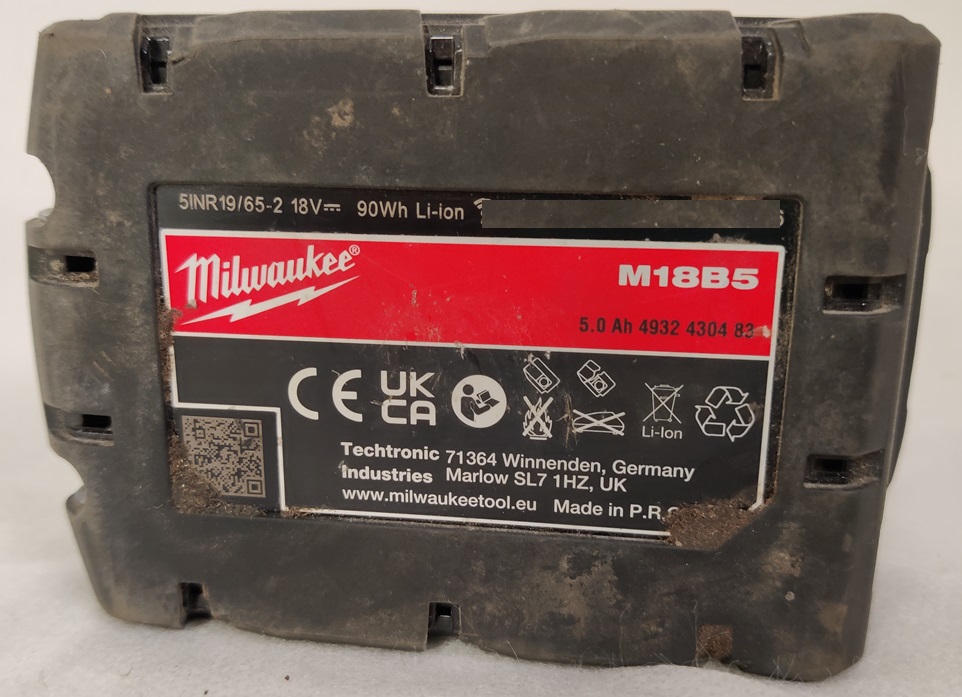 5INR19/65-2 18V⎓ 90Wh Li-ion
Milwaukee®
M18B5
5.0 Ah 4932 4304 83
CE UK CA
Li-Ion
Techtronic 71364 Winnenden, Germany
Industries Marlow SL7 1HZ, UK
www.milwaukeetool.eu Made in P.R.